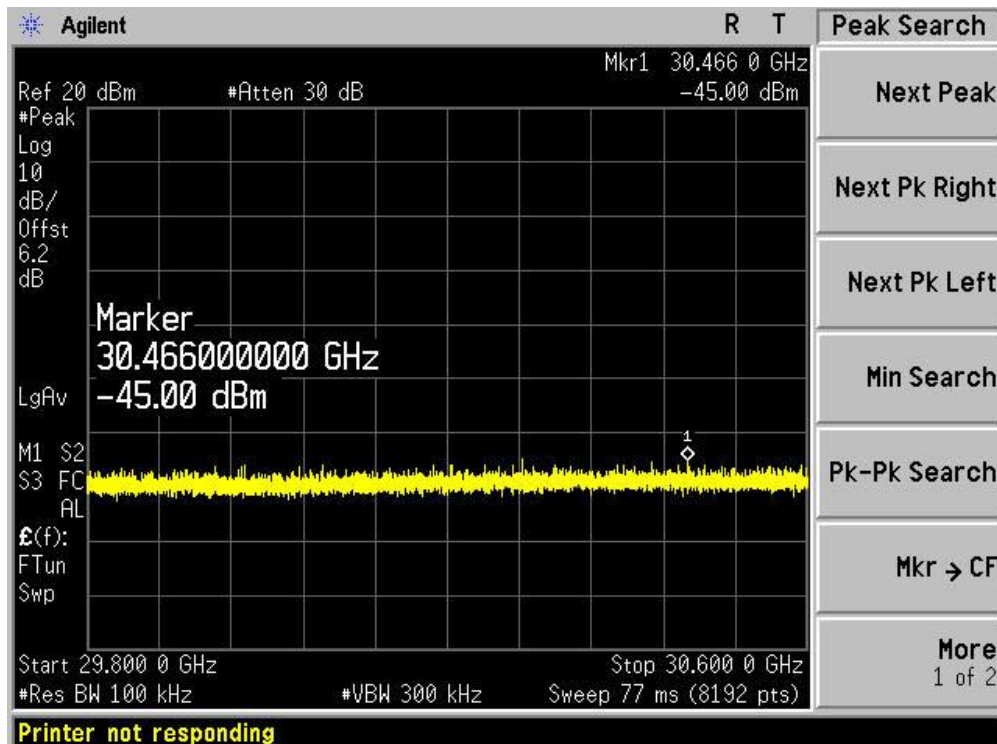 Agilent R T
Peak Search
Mkr1 30.466 0 GHz
Ref 20 dBm #Atten 30 dB -45.00 dBm
#Peak
Log
10
dB/
Offst
6.2
dB
Marker
30.466000000 GHz
-45.00 dBm
LgAv
1
M1 S2
S3 FC
AL
£(f):
FTun
Swp
Start 29.800 0 GHz Stop 30.600 0 GHz
#Res BW 100 kHz #VBW 300 kHz Sweep 77 ms (8192 pts)
Printer not responding
Next Peak
Next Pk Right
Next Pk Left
Min Search
Pk-Pk Search
Mkr → CF
More
1 of 2